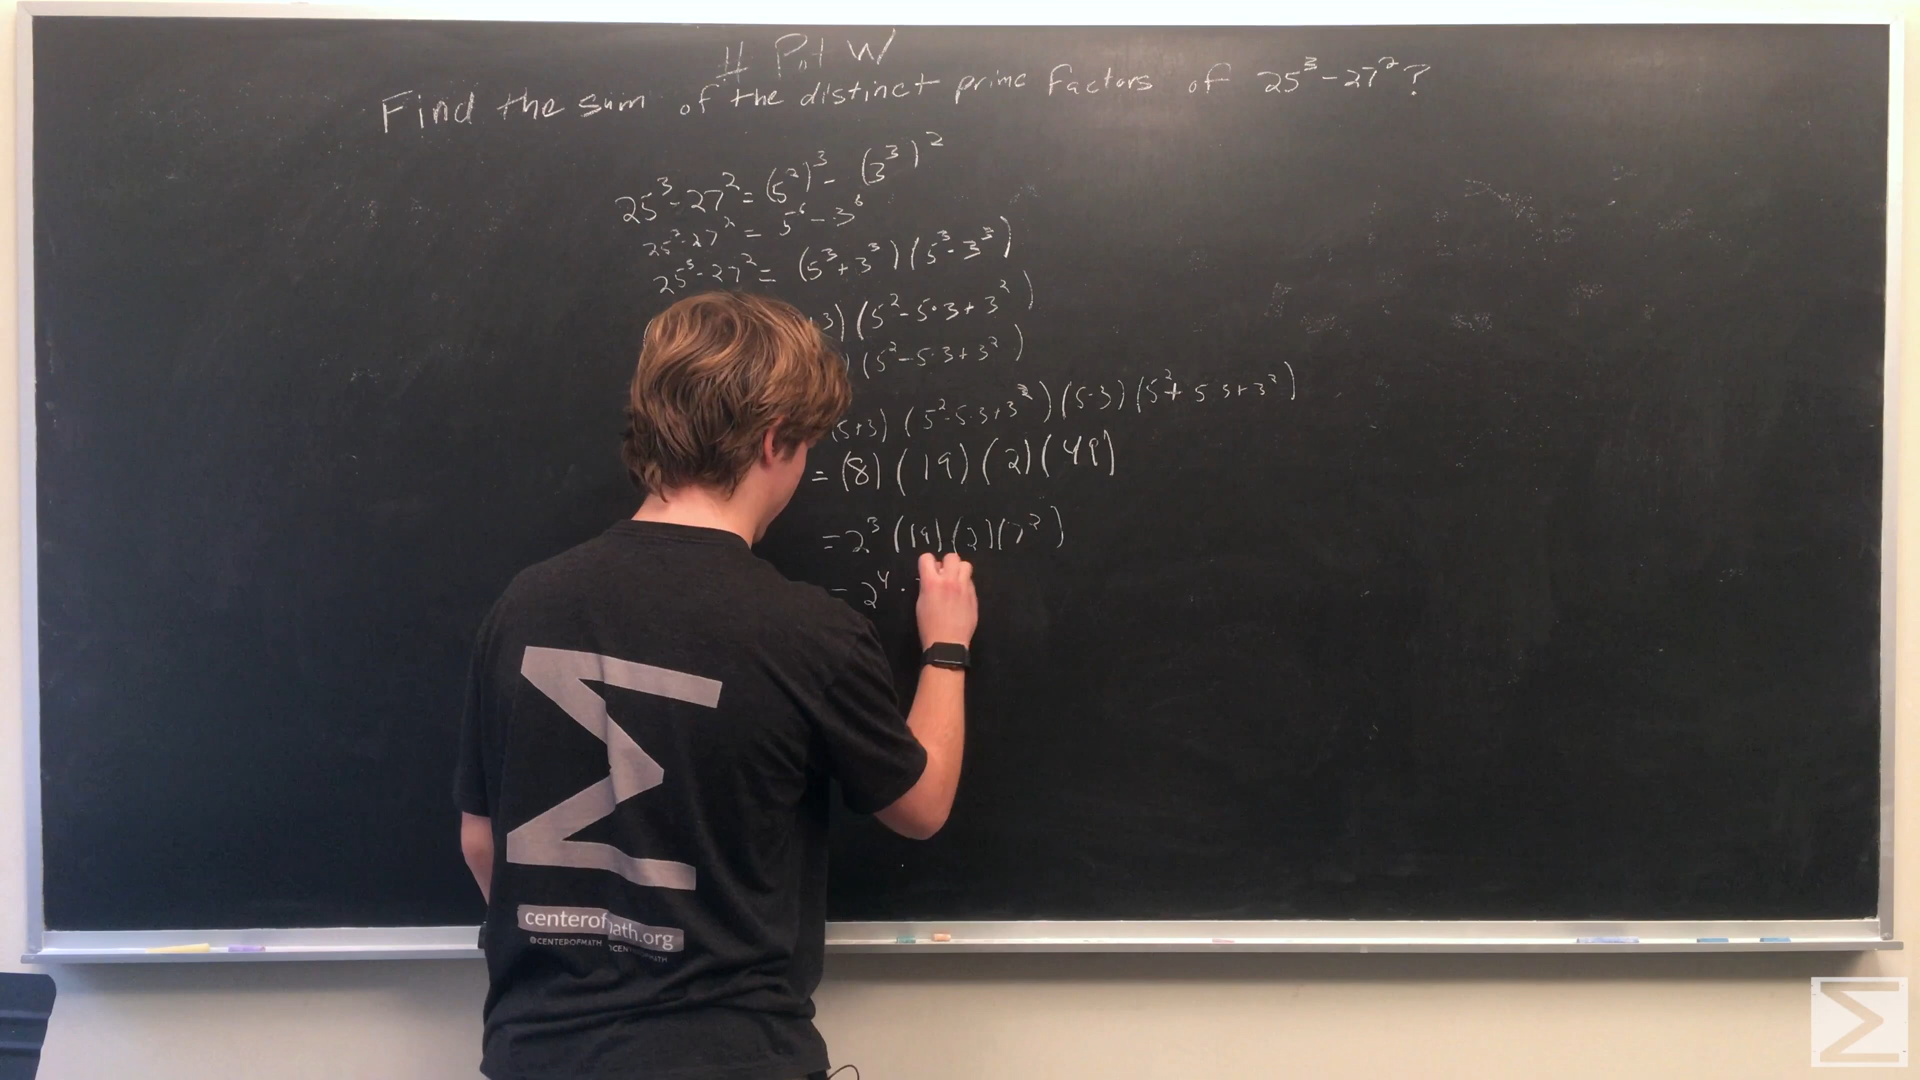 # PotW
Find the sum of the distinct prime factors of 25³-27²?
25³-27² = (5²)³ - (3³)²
25³-27² = 5⁶-3⁶
25³-27² = (5³+3³)(5³-3³)
3)(5²-5·3+3²)
)(5²-5·3+3²)
(5+3)(5²-5·3+3²)(5-3)(5²+5·3+3²)
=(8)(19)(2)(49)
=2³(19)(2)(7²)
= 2⁴·
centerofmath.org
@CENTEROFMATH